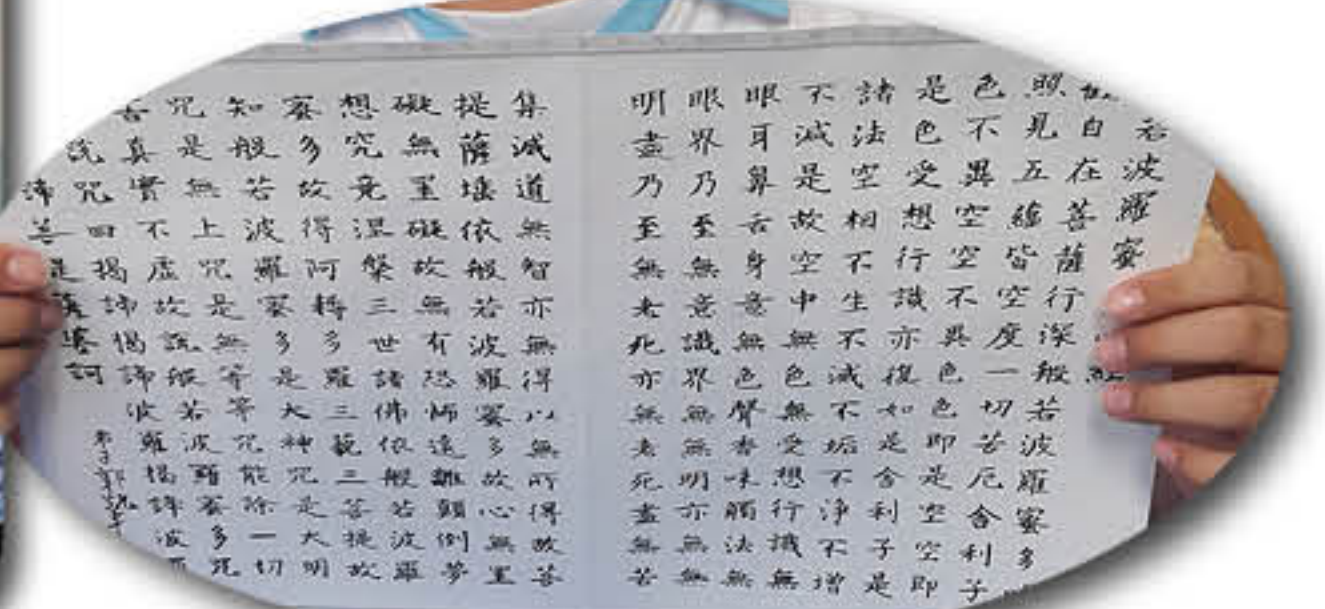 若波羅蜜
自在菩薩行深般若波羅蜜多
照見五蘊皆空度一切苦厄舍利子
色不異空空不異色色即是空空即
是色受想行識亦復如是舍利子是
諸法空相不生不滅不垢不淨不增
不減是故空中無色無受想行識無
眼耳鼻舌身意無色聲香味觸法無
眼界乃至無意識界無無明亦無無
明盡乃至無老死亦無老死盡無苦
集滅道無智亦無得以無所得故菩
提薩埵依般若波羅蜜多故心無罣
礙無罣礙故無有恐怖遠離顛倒夢
想究竟涅槃三世諸佛依般若波羅
蜜多故得阿耨多羅三藐三菩提故
知般若波羅蜜多是大神咒是大明
咒是無上咒是無等等咒能除一切
苦真實不虛故說般若波羅蜜多咒
說咒曰揭諦揭諦波羅揭諦波
諦菩提薩婆訶
弟子郭